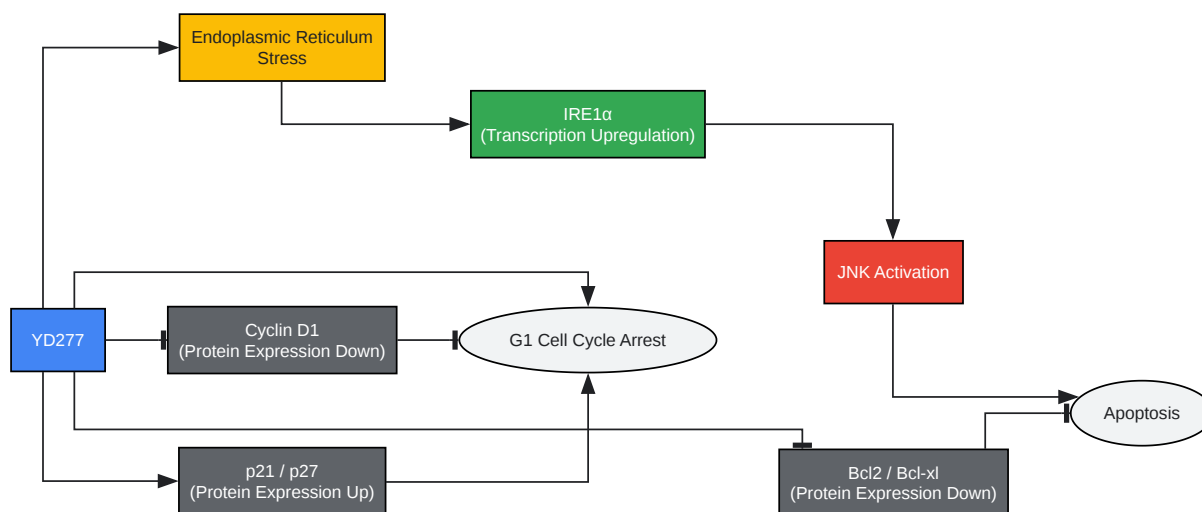 Endoplasmic Reticulum
Stress
IRE1α
(Transcription Upregulation)
JNK Activation
YD277
Cyclin D1
(Protein Expression Down)
G1 Cell Cycle Arrest
Apoptosis
p21 / p27
(Protein Expression Up)
Bcl2 / Bcl-xl
(Protein Expression Down)